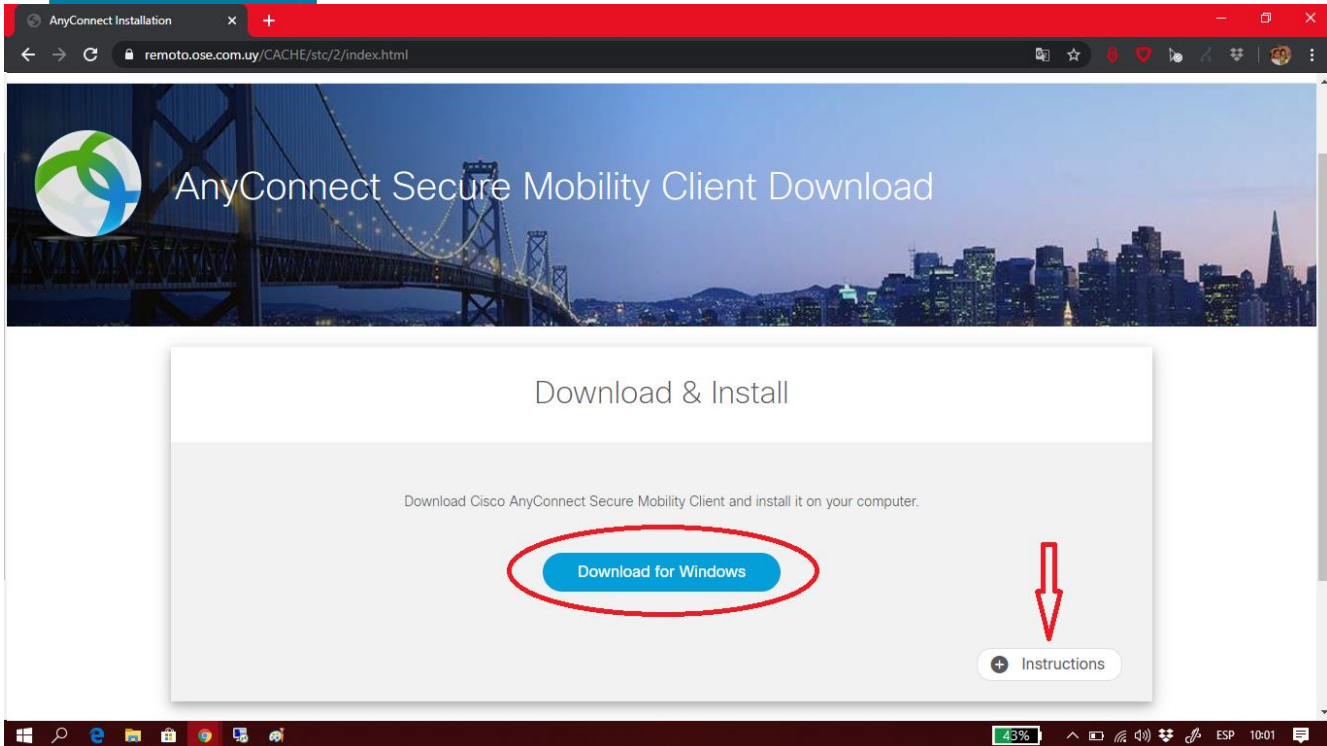 AnyConnect Installation
remoto.ose.com.uy/CACHE/stc/2/index.html
AnyConnect Secure Mobility Client Download
Download & Install
Download Cisco AnyConnect Secure Mobility Client and install it on your computer.
Download for Windows
Instructions
43%
ESP
10:01